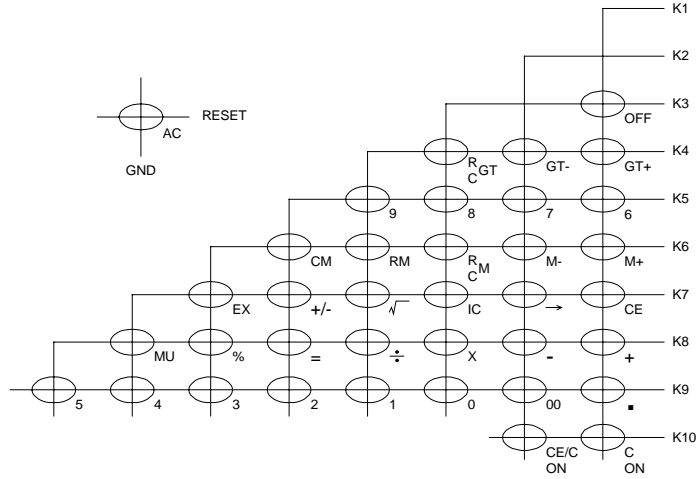 K1
K2
K3
OFF
RESET
AC
GND
K4
R
C GT GT- GT+
K5
9 8 7 6
K6
CM RM R
C M M- M+
K7
EX +/- √ IC → CE
K8
MU % = ÷ X - +
K9
5 4 3 2 1 0 00 .
K10
CE/C C
ON ON